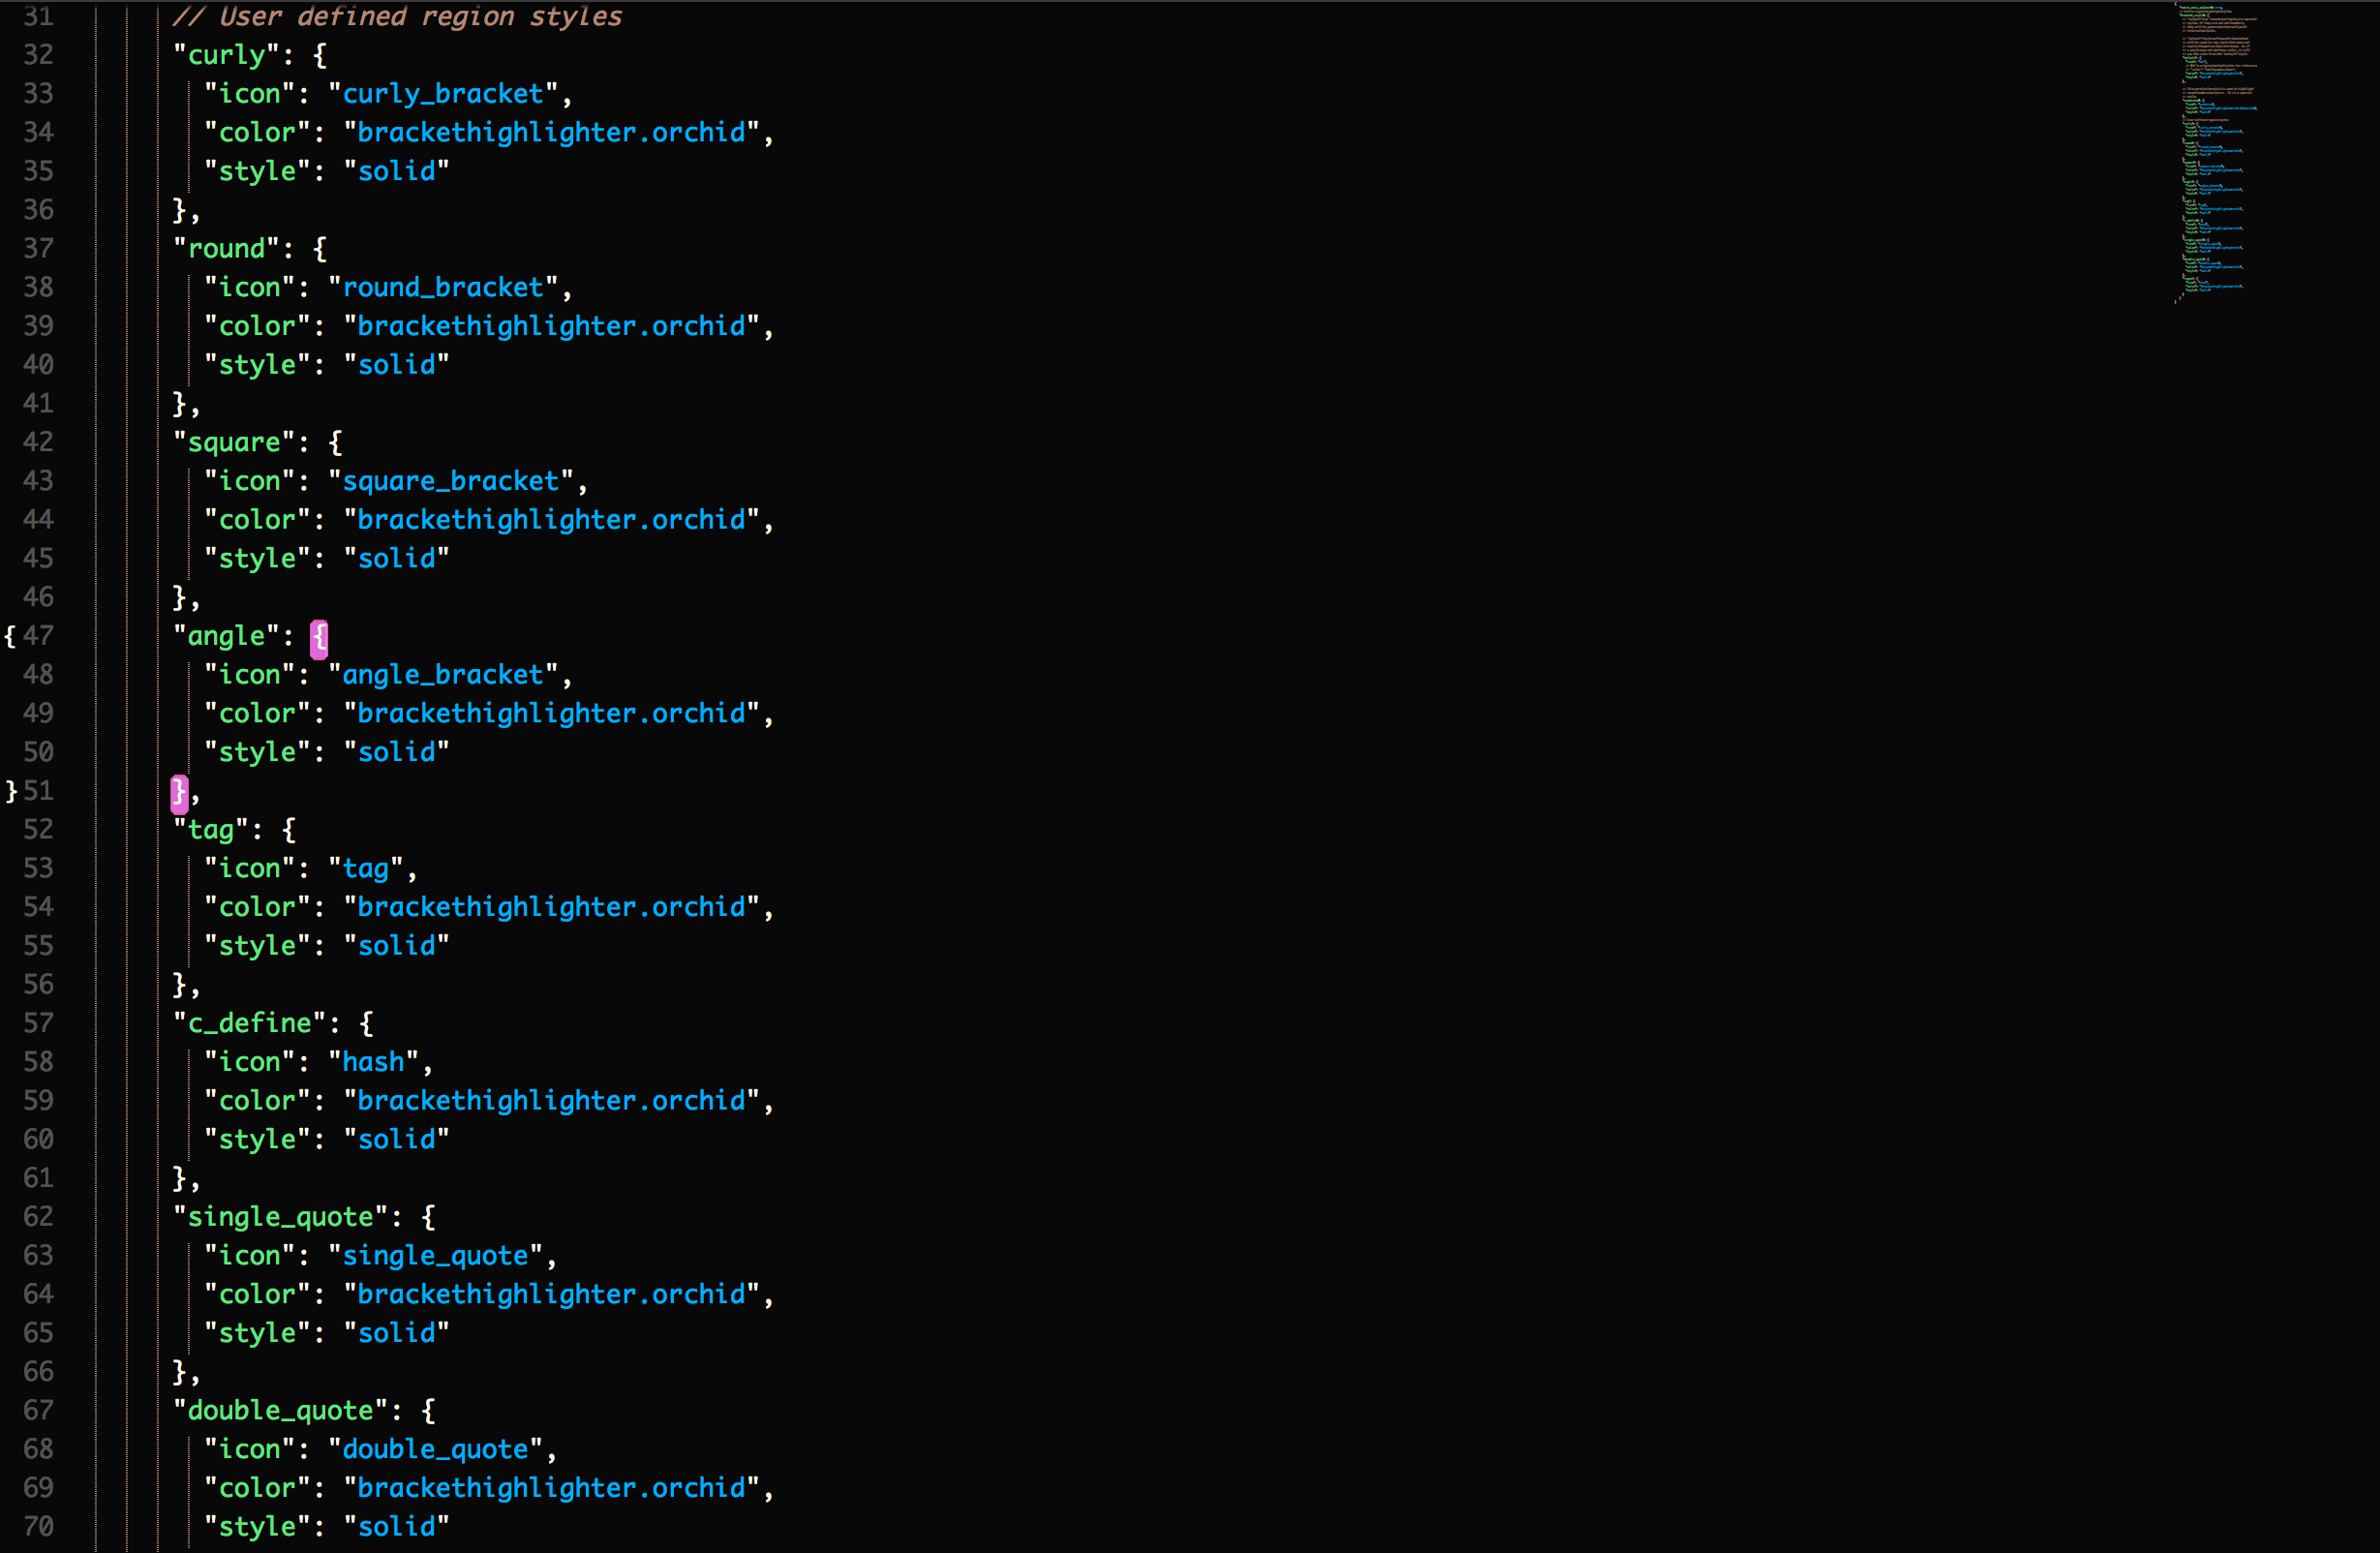 31 // User defined region styles
32 "curly": {
33 "icon": "curly_bracket",
34 "color": "brackethighlighter.orchid",
35 "style": "solid"
36 },
37 "round": {
38 "icon": "round_bracket",
39 "color": "brackethighlighter.orchid",
40 "style": "solid"
41 },
42 "square": {
43 "icon": "square_bracket",
44 "color": "brackethighlighter.orchid",
45 "style": "solid"
46 },
{ 47 "angle": {
48 "icon": "angle_bracket",
49 "color": "brackethighlighter.orchid",
50 "style": "solid"
} 51 },
52 "tag": {
53 "icon": "tag",
54 "color": "brackethighlighter.orchid",
55 "style": "solid"
56 },
57 "c_define": {
58 "icon": "hash",
59 "color": "brackethighlighter.orchid",
60 "style": "solid"
61 },
62 "single_quote": {
63 "icon": "single_quote",
64 "color": "brackethighlighter.orchid",
65 "style": "solid"
66 },
67 "double_quote": {
68 "icon": "double_quote",
69 "color": "brackethighlighter.orchid",
70 "style": "solid"